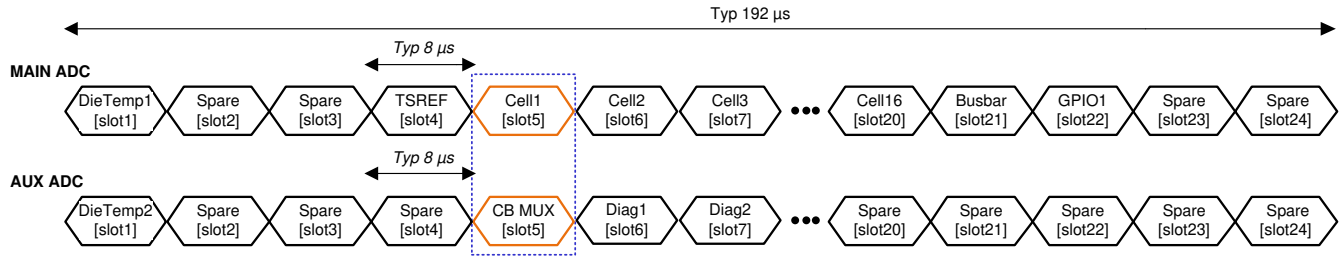 Typ 192 µs
Typ 8 µs
MAIN ADC
DieTemp1 [slot1]
Spare [slot2]
Spare [slot3]
TSREF [slot4]
Cell1 [slot5]
Cell2 [slot6]
Cell3 [slot7]
Cell16 [slot20]
Busbar [slot21]
GPIO1 [slot22]
Spare [slot23]
Spare [slot24]
Typ 8 µs
AUX ADC
DieTemp2 [slot1]
Spare [slot2]
Spare [slot3]
Spare [slot4]
CB MUX [slot5]
Diag1 [slot6]
Diag2 [slot7]
Spare [slot20]
Spare [slot21]
Spare [slot22]
Spare [slot23]
Spare [slot24]